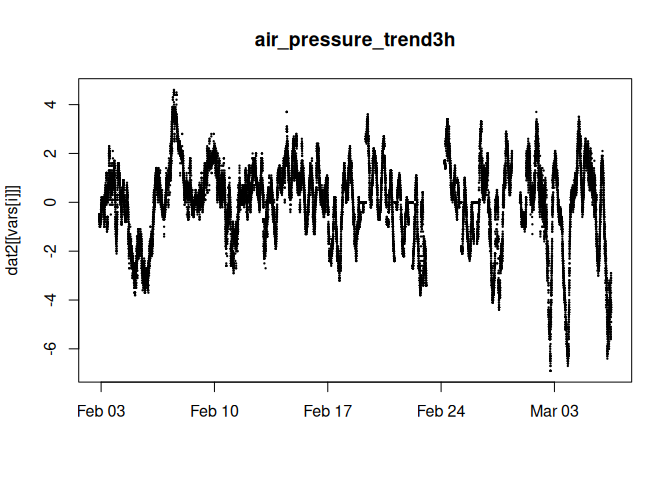 air_pressure_trend3h
dat2[[vars[i]]]
4
2
0
-2
-4
-6
Feb 03
Feb 10
Feb 17
Feb 24
Mar 03